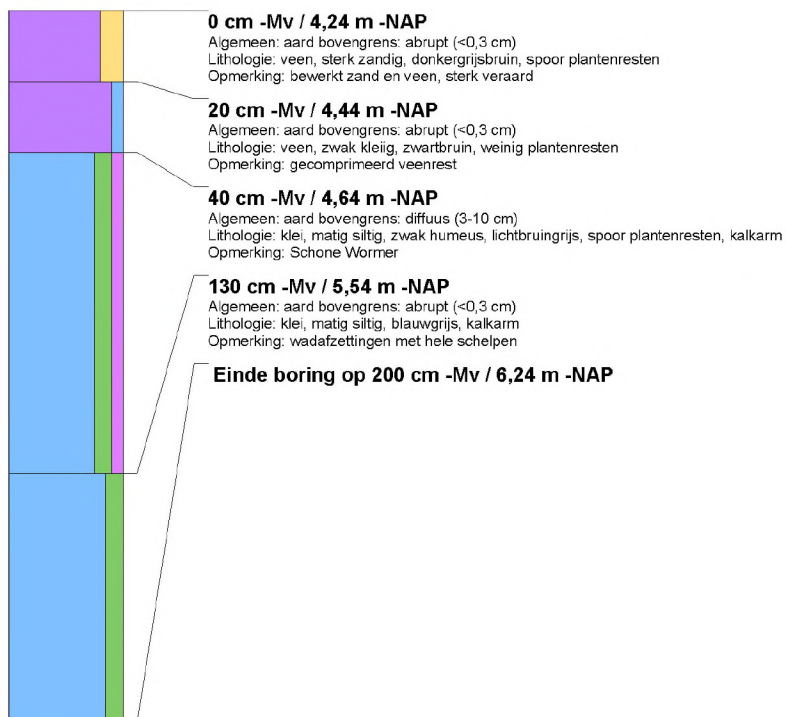 0 cm -Mv / 4,24 m -NAP
Algemeen: aard bovengrens: abrupt (<0,3 cm)
Lithologie: veen, sterk zandig, donkergrijsbruin, spoor plantenresten
Opmerking: bewerkt zand en veen, sterk veraard
20 cm -Mv / 4,44 m -NAP
Algemeen: aard bovengrens: abrupt (<0,3 cm)
Lithologie: veen, zwak kleiig, zwartbruin, weinig plantenresten
Opmerking: gecomprimeerd veenrest
40 cm -Mv / 4,64 m -NAP
Algemeen: aard bovengrens: diffuus (3-10 cm)
Lithologie: klei, matig siltig, zwak humeus, lichtbruingrijs, spoor plantenresten, kalkarm
Opmerking: Schone Wormer
130 cm -Mv / 5,54 m -NAP
Algemeen: aard bovengrens: abrupt (<0,3 cm)
Lithologie: klei, matig siltig, blauwgrijs, kalkarm
Opmerking: wadafzettingen met hele schelpen
Einde boring op 200 cm -Mv / 6,24 m -NAP